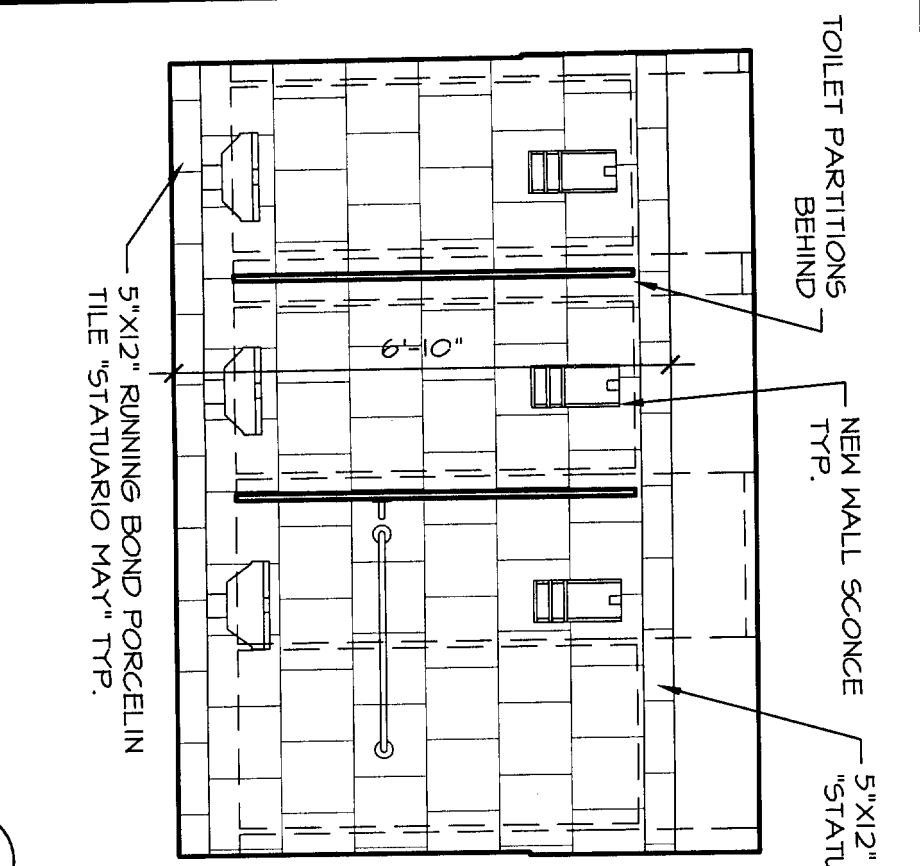 TOILET PARTITIONS
BEHIND
NEW WALL SCONCE
TYP.
5"X12"
6'-10"
5"X12" RUNNING BOND PORCELIN
TILE "STATUARIO MAY" TYP.